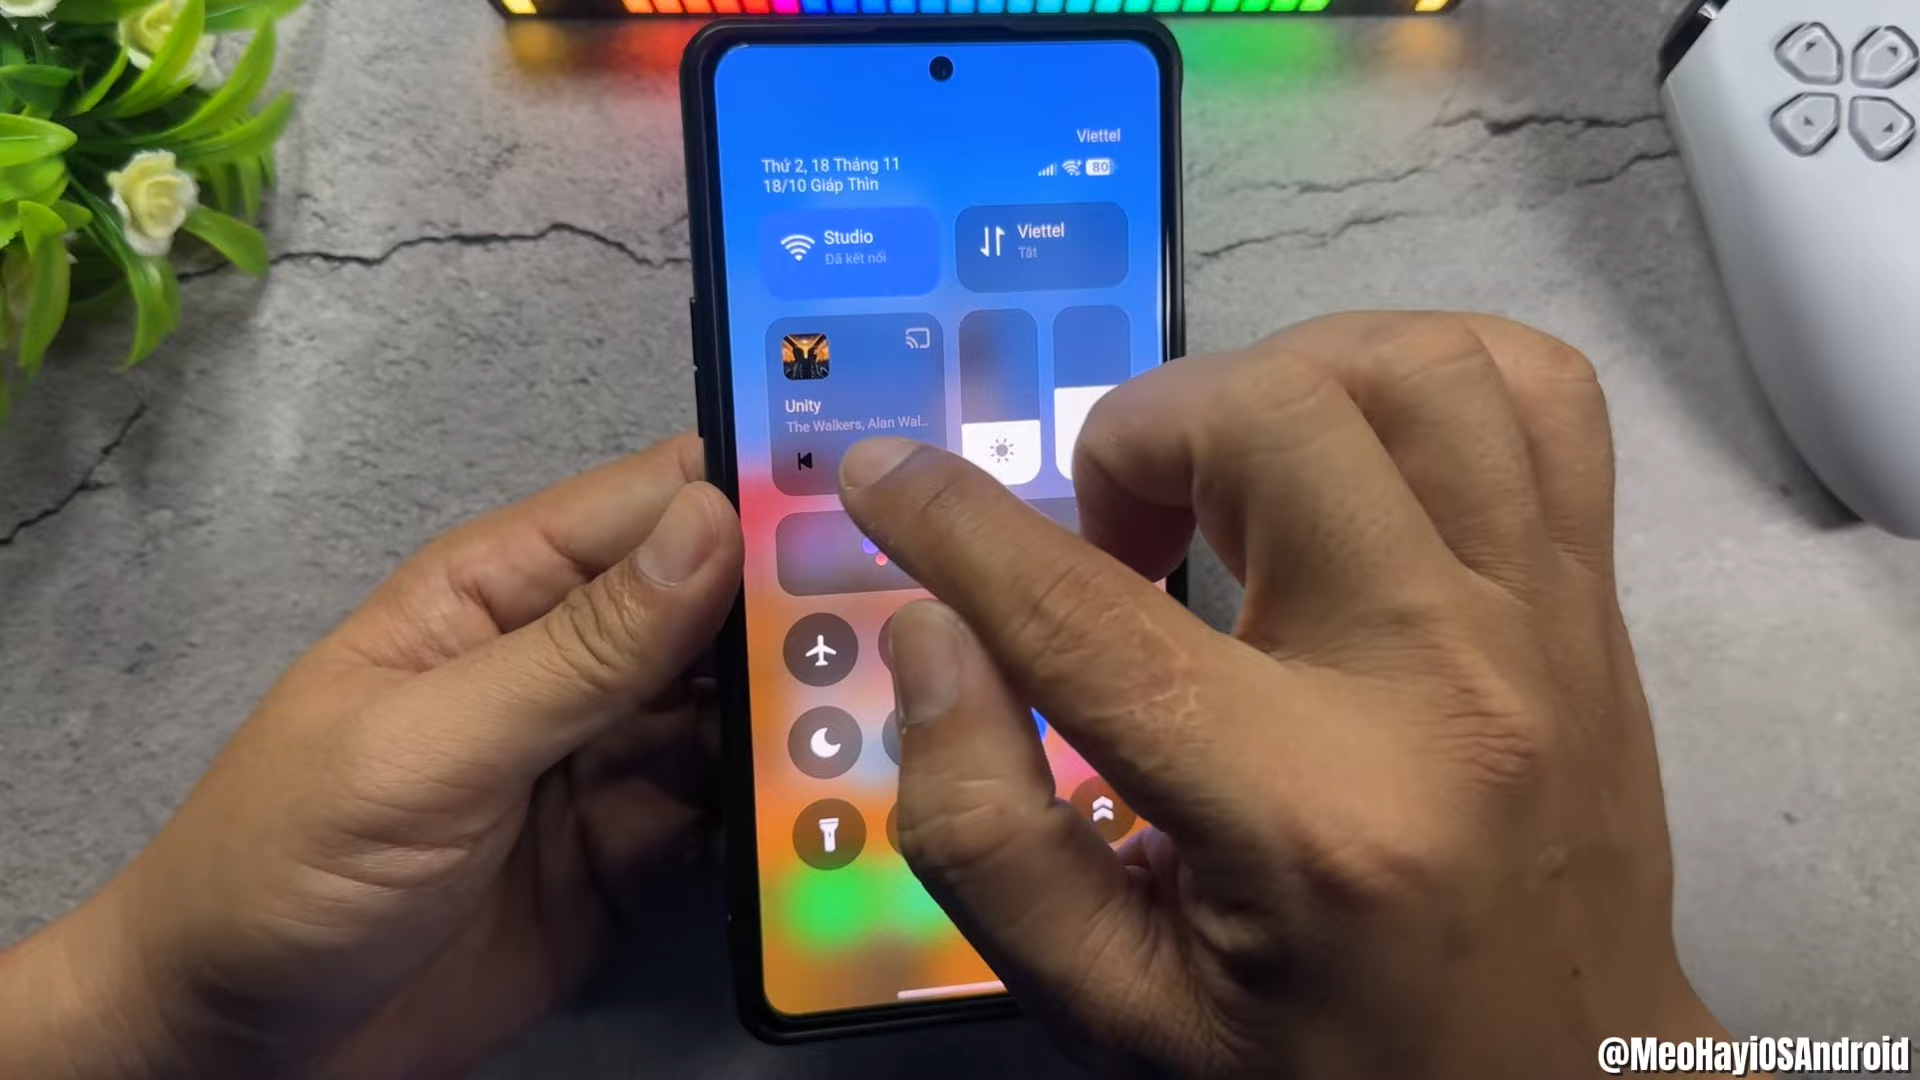 Viettel
Thứ 2, 18 Tháng 11
18/10 Giáp Thìn
80
Studio
Đã kết nối
Viettel
Tắt
Unity
The Walkers, Alan Wal...
@MeoHayiOSAndroid